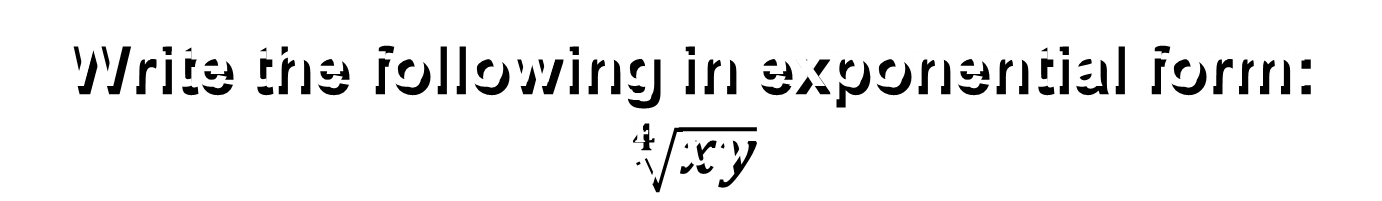 Write the following in exponential form:
∜xy